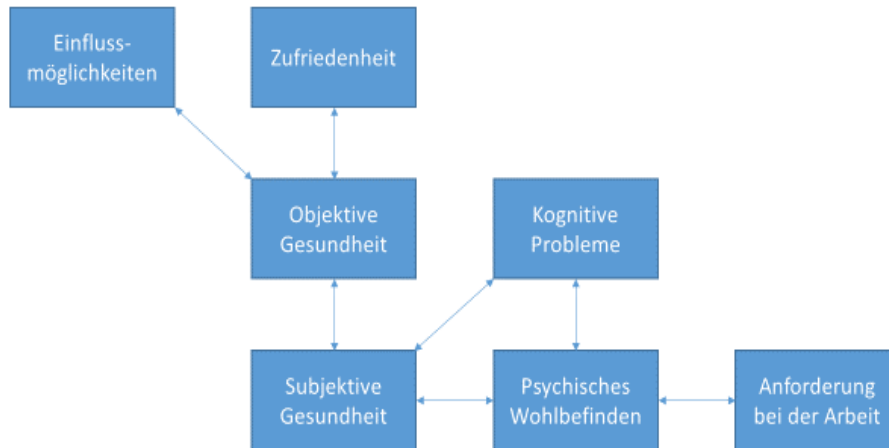 Einfluss-
möglichkeiten
Zufriedenheit
Objektive
Gesundheit
Kognitive
Probleme
Subjektive
Gesundheit
Psychisches
Wohlbefinden
Anforderung
bei der Arbeit